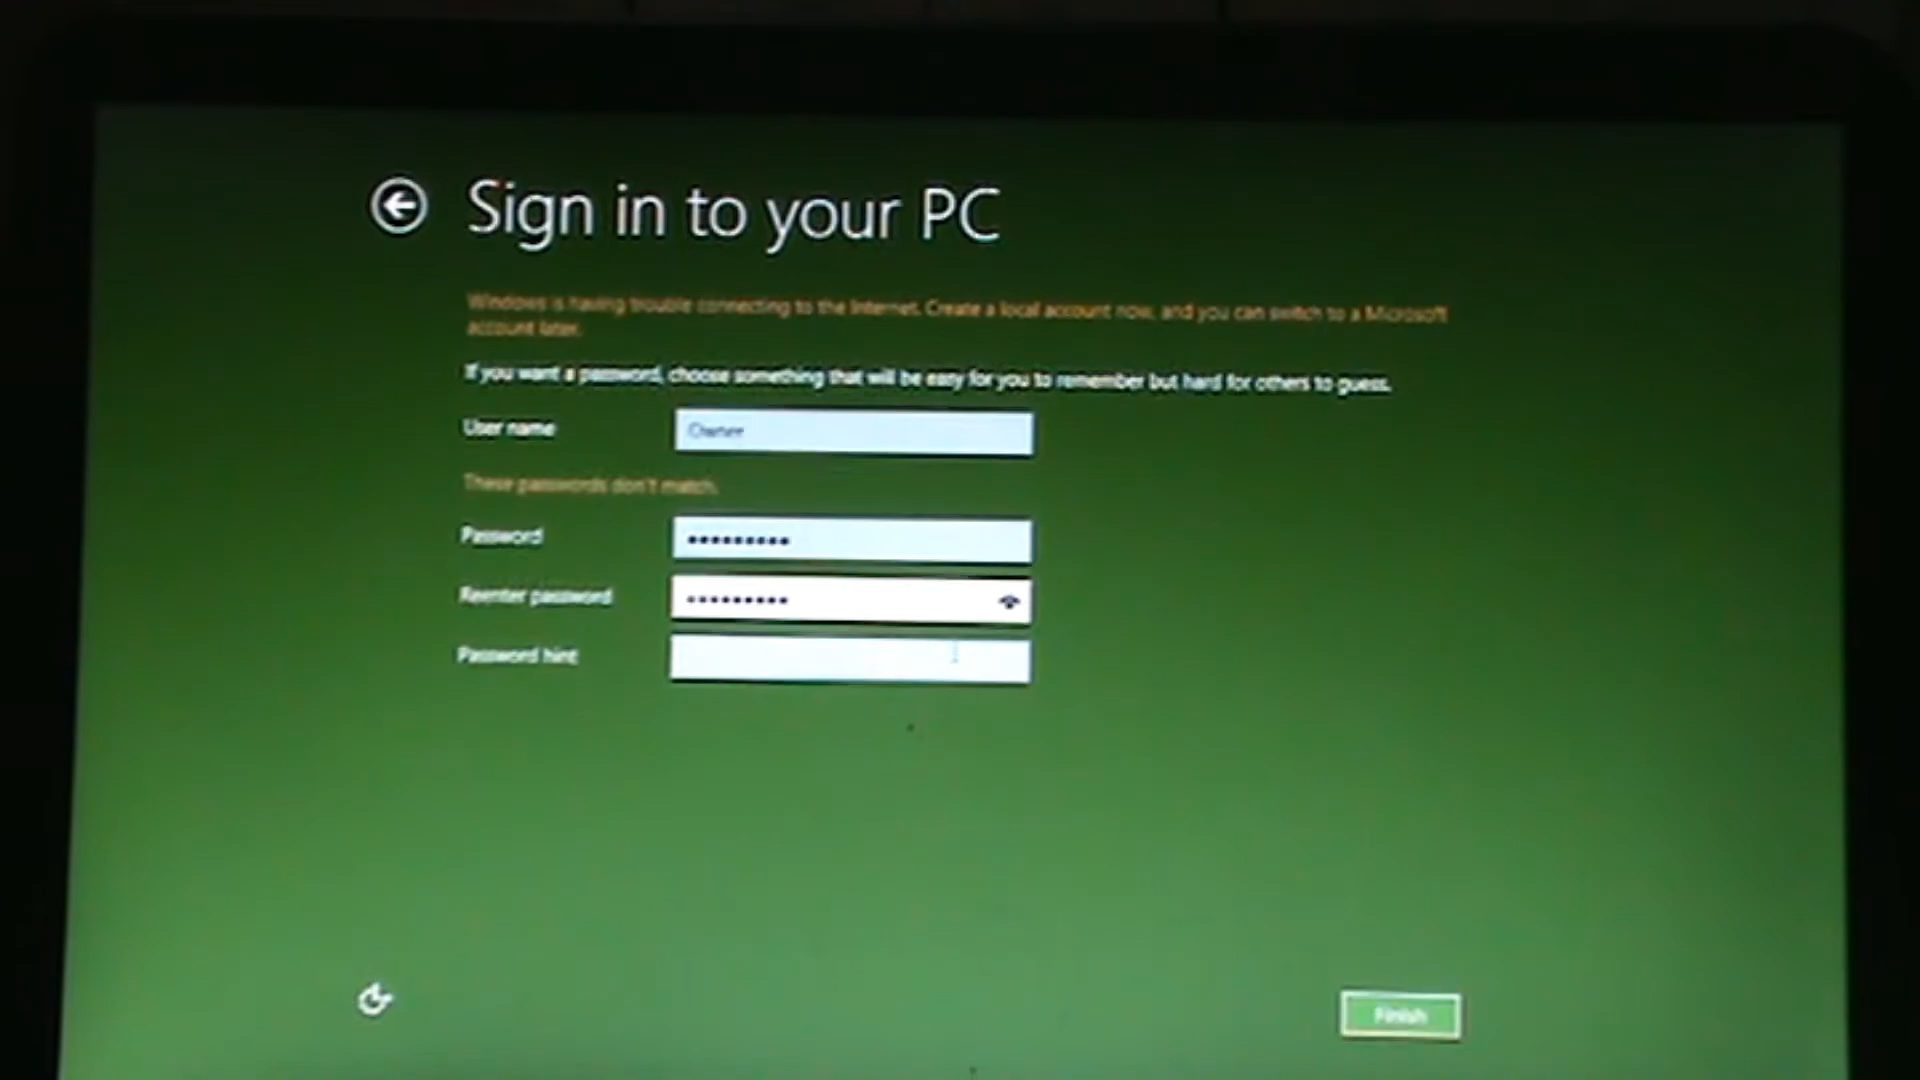 Sign in to your PC
Windows is having trouble connecting to the Internet. Create a local account now, and you can switch to a Microsoft
account later.
If you want a password, choose something that will be easy for you to remember but hard for others to guess.
User name
Owner
These passwords don't match.
Password
•••••••••
Reenter password
•••••••••
Password hint
Finish